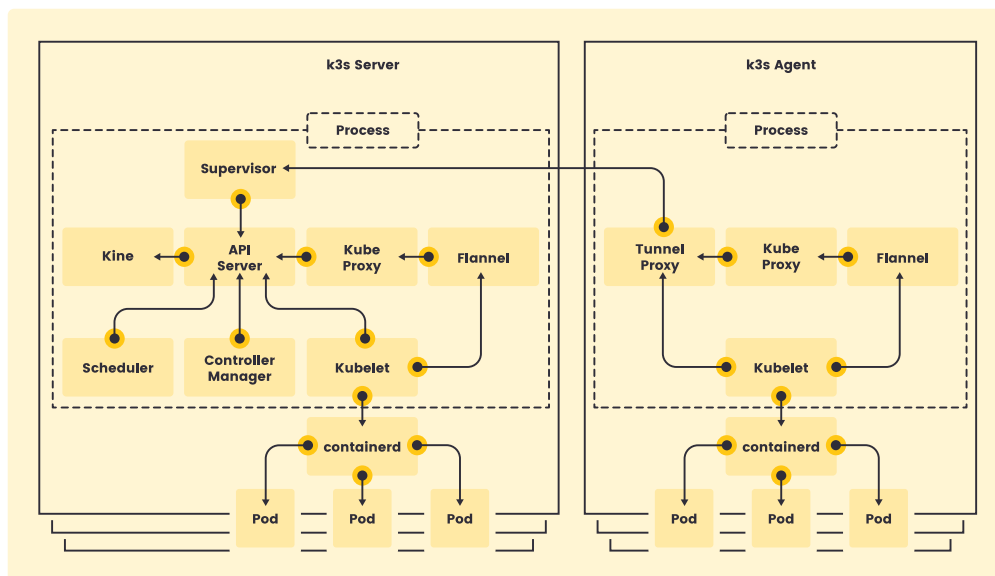 k3s Server
Process
Supervisor
Kine
API
Server
Kube
Proxy
Flannel
Scheduler
Controller
Manager
Kubelet
containerd
Pod
Pod
Pod
k3s Agent
Process
Tunnel
Proxy
Kube
Proxy
Flannel
Kubelet
containerd
Pod
Pod
Pod